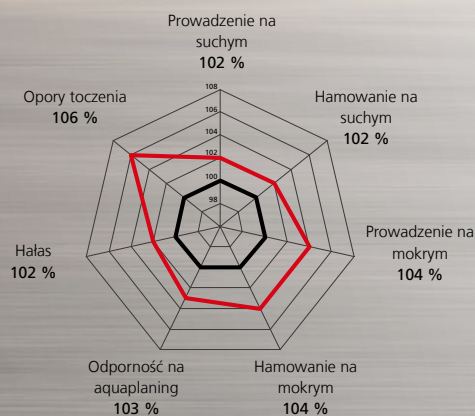 Prowadzenie na
suchym
102 %
Hamowanie na
suchym
102 %
Prowadzenie na
mokrym
104 %
Hamowanie na
mokrym
104 %
Odporność na
aquaplaning
103 %
Hałas
102 %
Opory toczenia
106 %
108
106
104
102
100
98